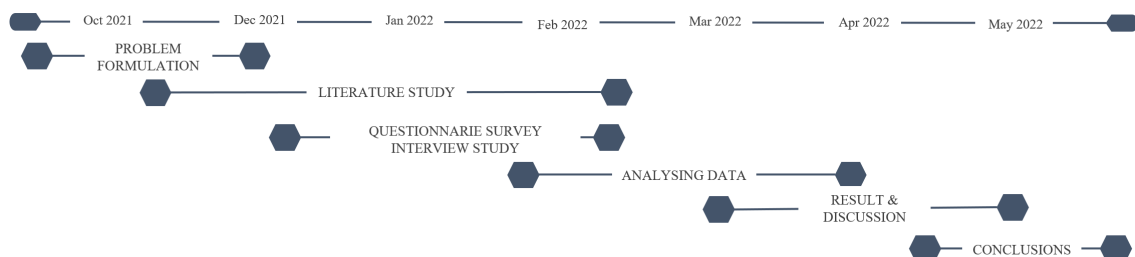 Oct 2021 Dec 2021 Jan 2022 Feb 2022 Mar 2022 Apr 2022 May 2022
PROBLEM
FORMULATION
LITERATURE STUDY
QUESTIONNARIE SURVEY
INTERVIEW STUDY
ANALYSING DATA
RESULT &
DISCUSSION
CONCLUSIONS